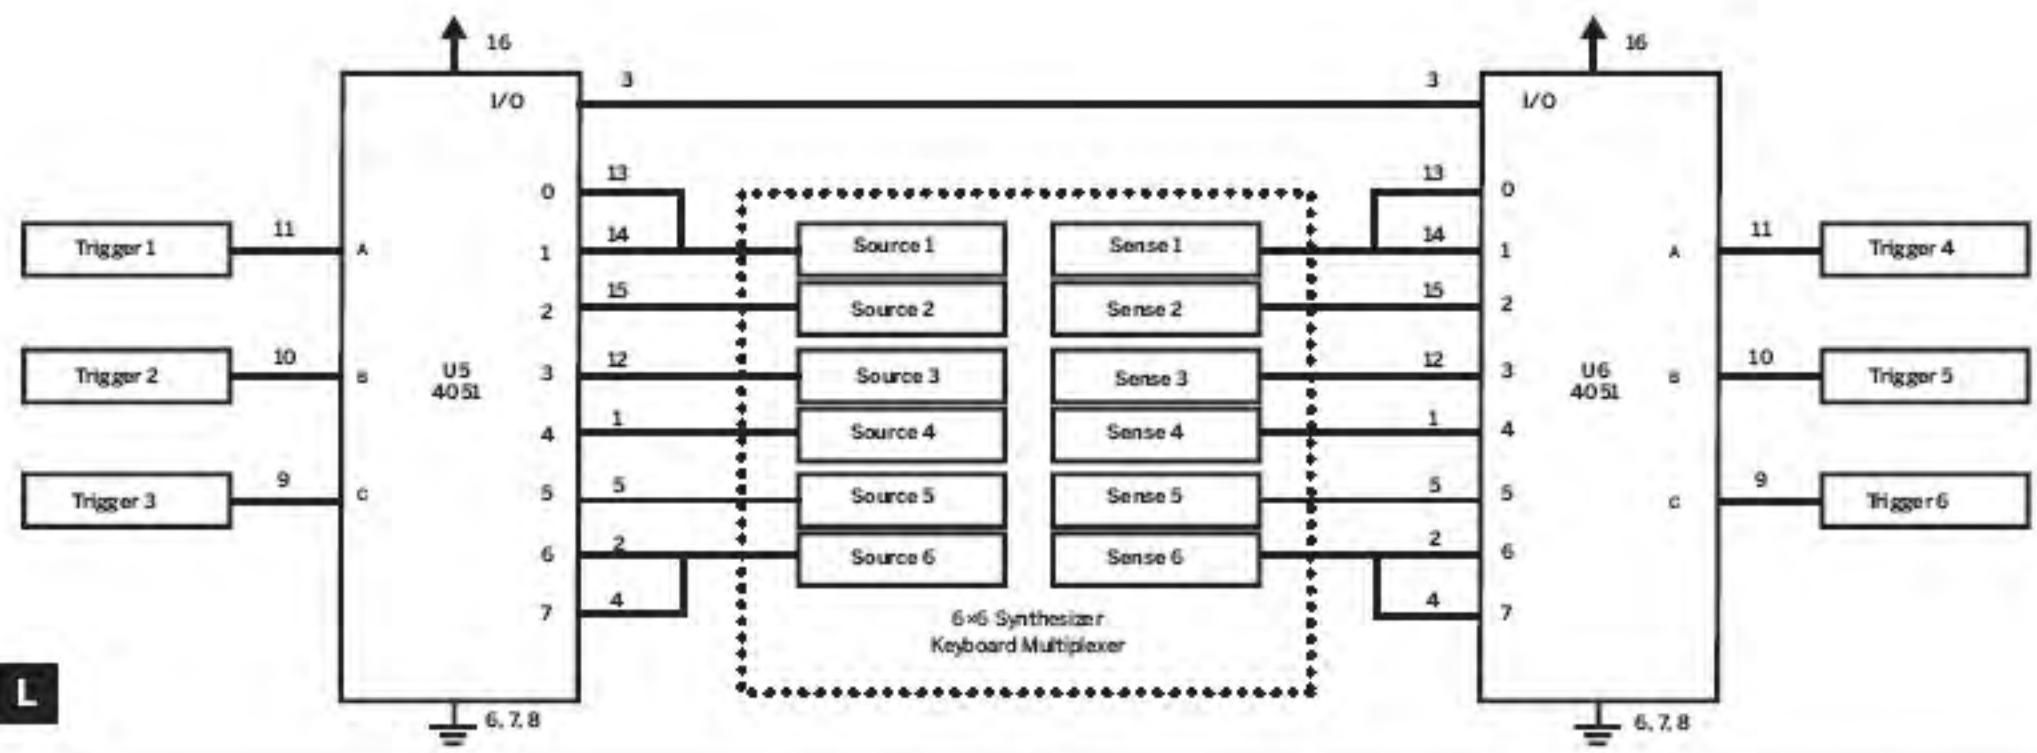 16
16
3
3
I/O
I/O
13
13
0
0
Trigger 1
11
A
14
1
Source 1
Sense 1
14
1
A
11
Trigger 4
15
2
Source 2
Sense 2
15
2
Trigger 2
10
B
U5
4051
12
3
Source 3
Sense 3
12
3
U6
4051
B
10
Trigger 5
1
4
Source 4
Sense 4
1
4
Trigger 3
9
C
5
5
Source 5
Sense 5
5
5
C
9
Trigger 6
2
6
Source 6
Sense 6
2
6
4
7
4
7
6×6 Synthesizer
Keyboard Multiplexer
L
6, 7, 8
6, 7, 8